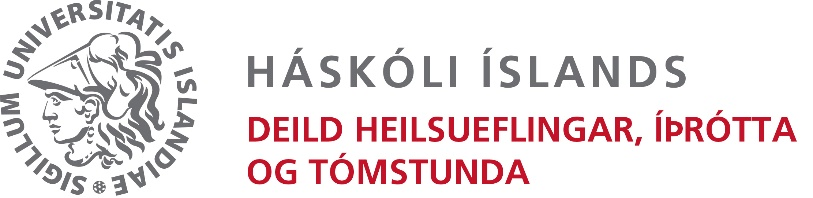 SIGILLUM UNIVERSITATIS ISLANDIAE
HÁSKÓLI ÍSLANDS
DEILD HEILSUEFLINGAR, ÍÞRÓTTA
OG TÓMSTUNDA